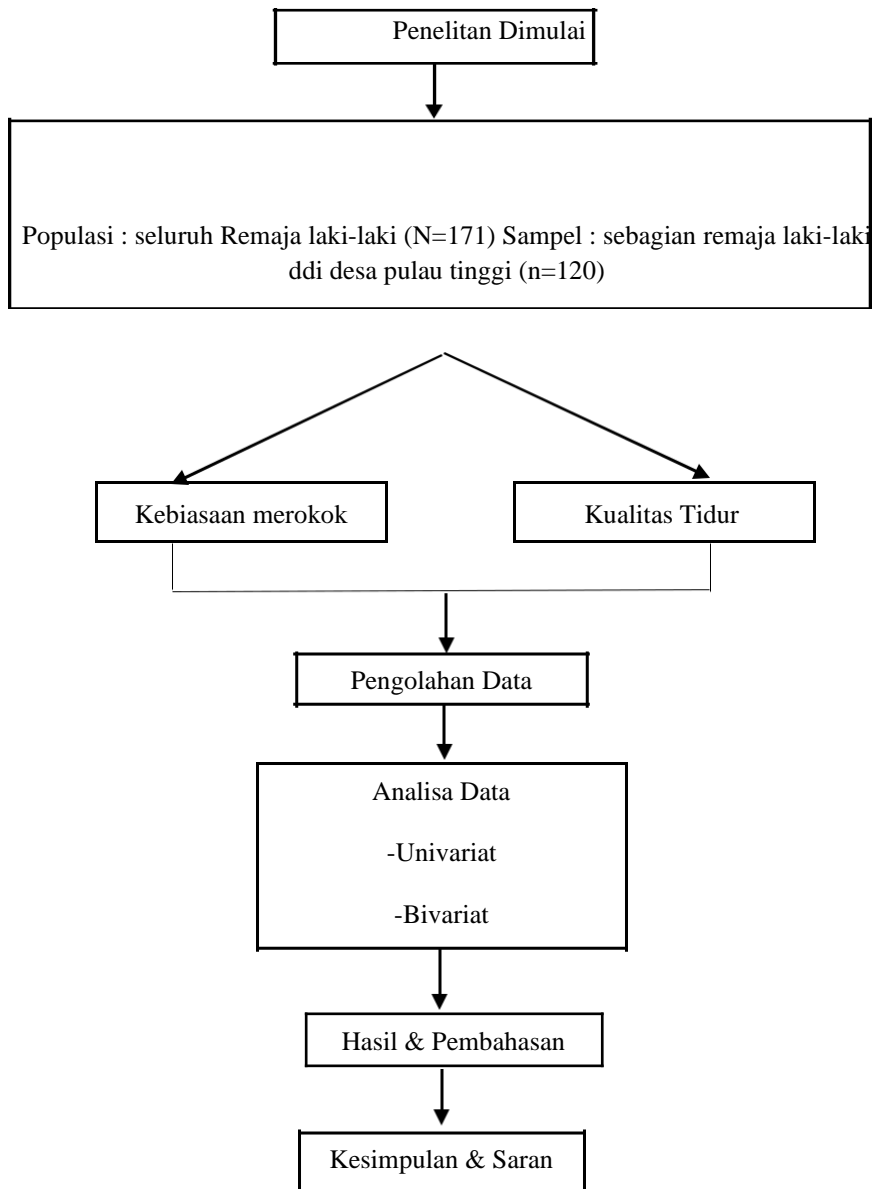 Penelitan Dimulai
Populasi : seluruh Remaja laki-laki (N=171) Sampel : sebagian remaja laki-laki
ddi desa pulau tinggi (n=120)
Kebiasaan merokok
Kualitas Tidur
Pengolahan Data
Analisa Data
-Univariat
-Bivariat
Hasil & Pembahasan
Kesimpulan & Saran